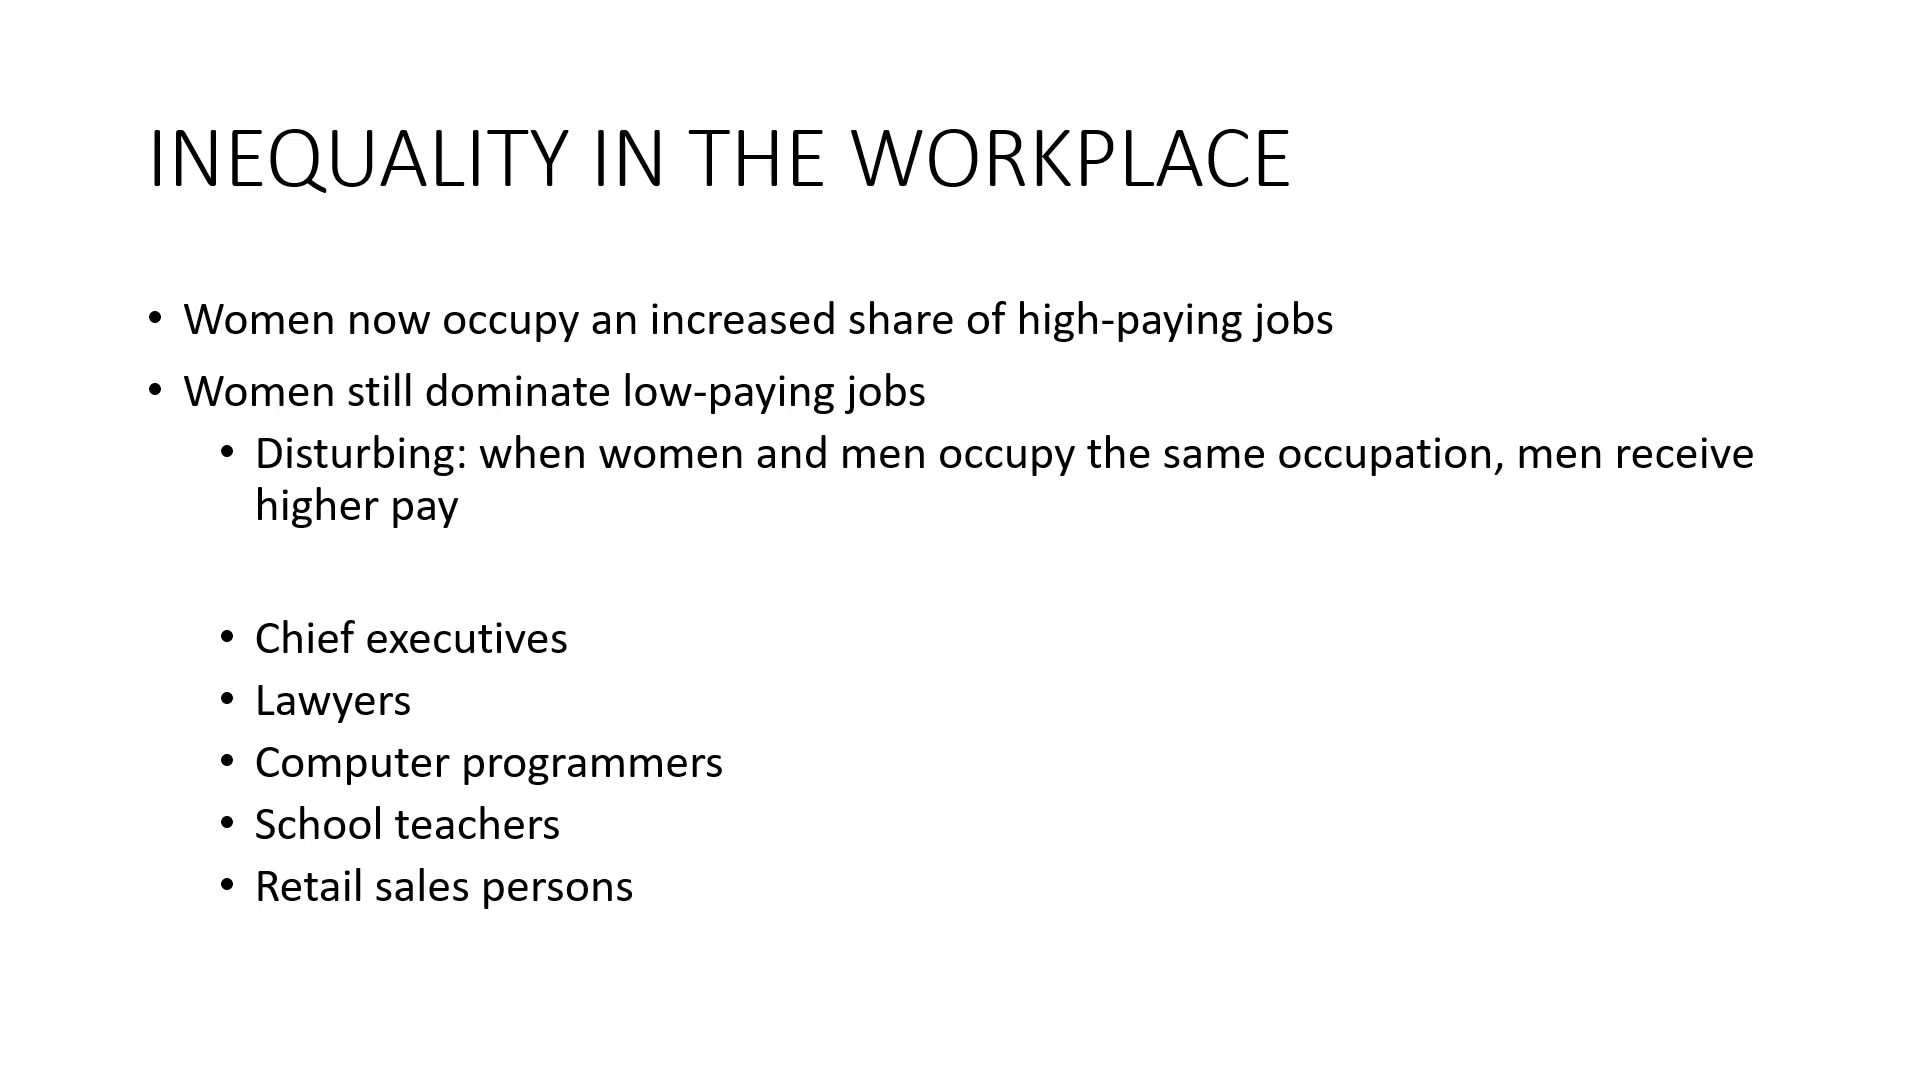 INEQUALITY IN THE WORKPLACE
• Women now occupy an increased share of high-paying jobs
• Women still dominate low-paying jobs
• Disturbing: when women and men occupy the same occupation, men receive
higher pay
• Chief executives
• Lawyers
• Computer programmers
• School teachers
• Retail sales persons